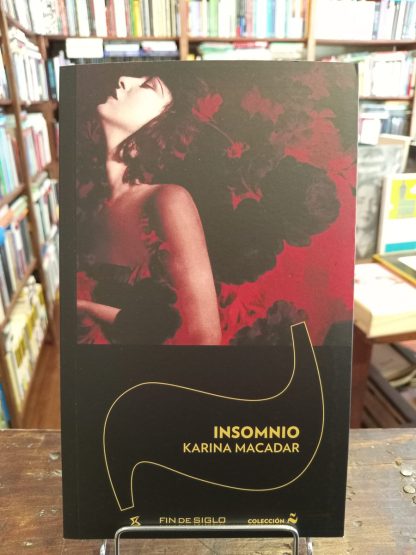 INSOMNIO
KARINA MACADAR
FIN DE SIGLO COLECCIÓN Ñ